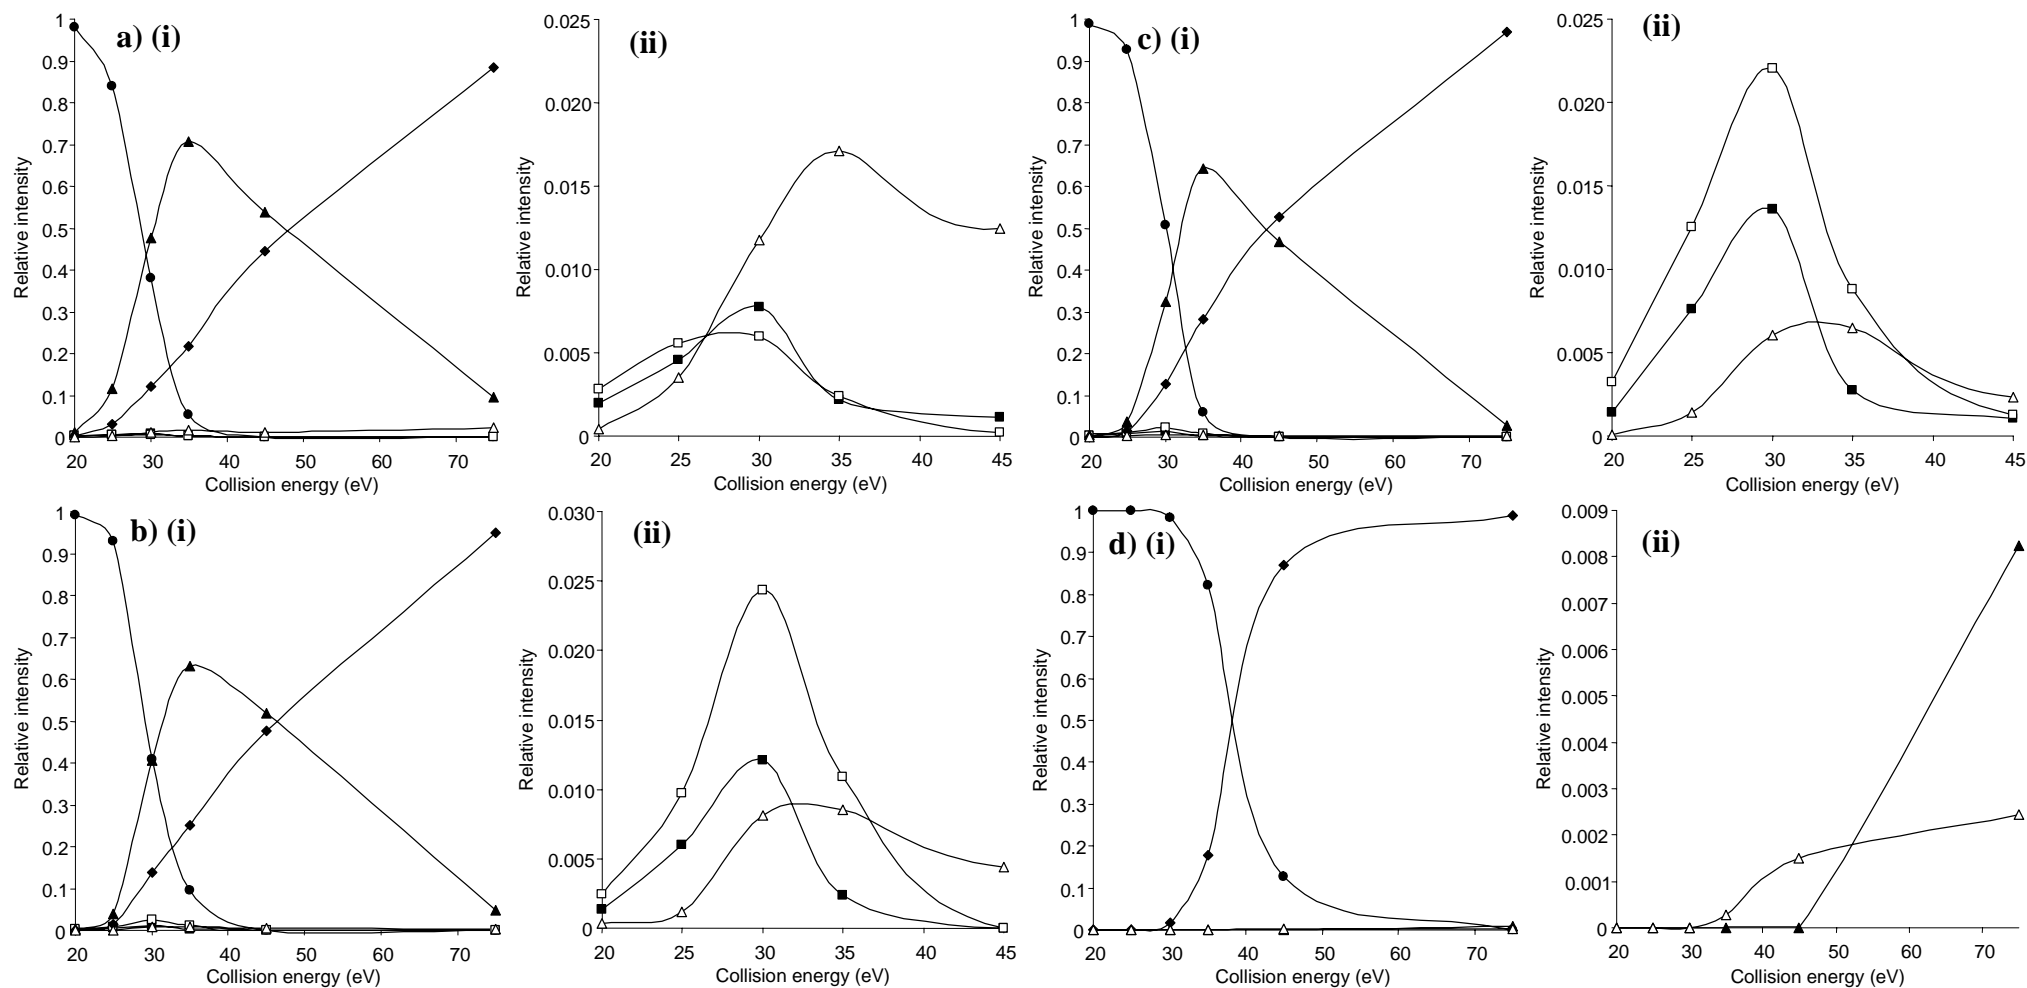 a) (i)
Relative intensity
1
0.9
0.8
0.7
0.6
0.5
0.4
0.3
0.2
0.1
0
20 30 40 50 60 70
Collision energy (eV)
(ii)
Relative intensity
0.025
0.020
0.015
0.010
0.005
0
20 25 30 35 40 45
Collision energy (eV)
c) (i)
Relative intensity
1
0.9
0.8
0.7
0.6
0.5
0.4
0.3
0.2
0.1
0
20 30 40 50 60 70
Collision energy (eV)
(ii)
Relative intensity
0.025
0.020
0.015
0.010
0.005
0
20 25 30 35 40 45
Collision energy (eV)
b) (i)
Relative intensity
1
0.9
0.8
0.7
0.6
0.5
0.4
0.3
0.2
0.1
0
20 30 40 50 60 70
Collision energy (eV)
(ii)
Relative intensity
0.030
0.025
0.020
0.015
0.010
0.005
0
20 25 30 35 40 45
Collision energy (eV)
d) (i)
Relative intensity
1
0.9
0.8
0.7
0.6
0.5
0.4
0.3
0.2
0.1
0
20 30 40 50 60 70
Collision energy (eV)
(ii)
Relative intensity
0.009
0.008
0.007
0.006
0.005
0.004
0.003
0.002
0.001
0
20 30 40 50 60 70
Collision energy (eV)